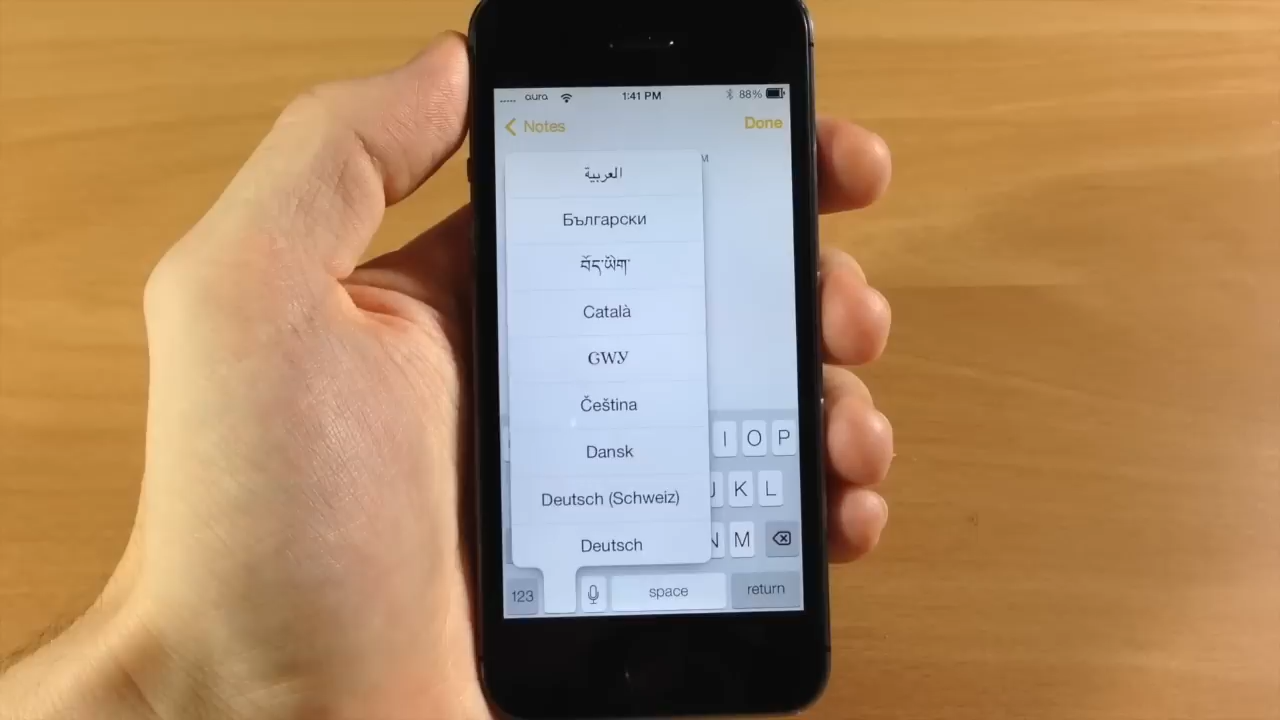 aura 1:41 PM 88%
Notes Done
M
العربية
Български
བོད་ཡིག་
Català
ᏣᎳᎩ
Čeština
Dansk
Deutsch (Schweiz)
Deutsch
I O P
J K L
N M
123 space return